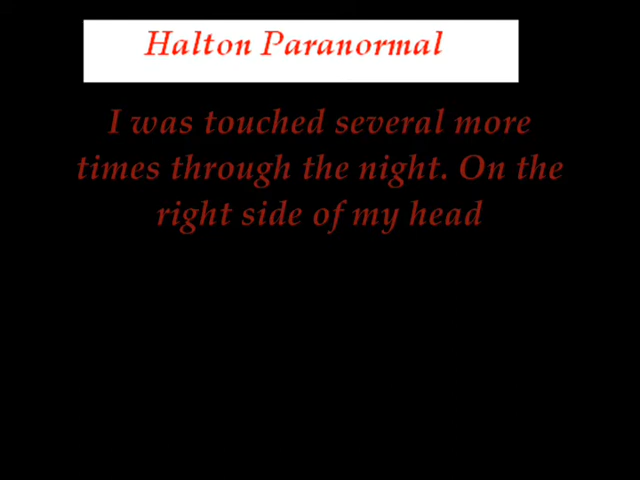 Halton Paranormal
I was touched several more
times through the night. On the
right side of my head